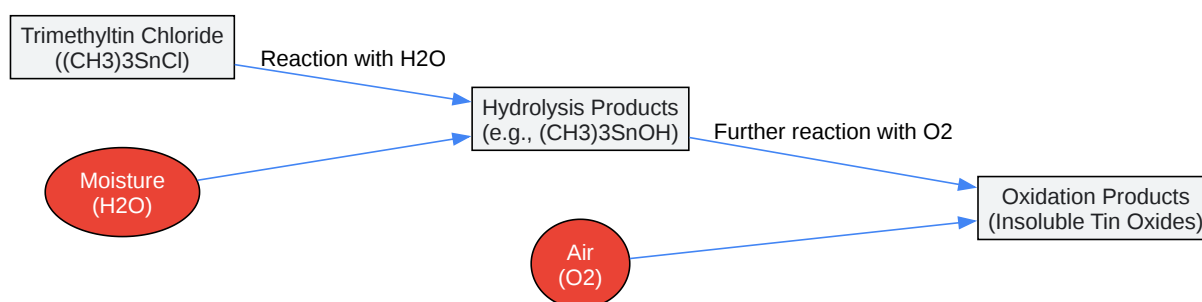 Trimethyltin Chloride
((CH3)3SnCl)
Reaction with H2O
Hydrolysis Products
(e.g., (CH3)3SnOH)
Further reaction with O2
Moisture
(H2O)
Oxidation Products
(Insoluble Tin Oxides)
Air
(O2)